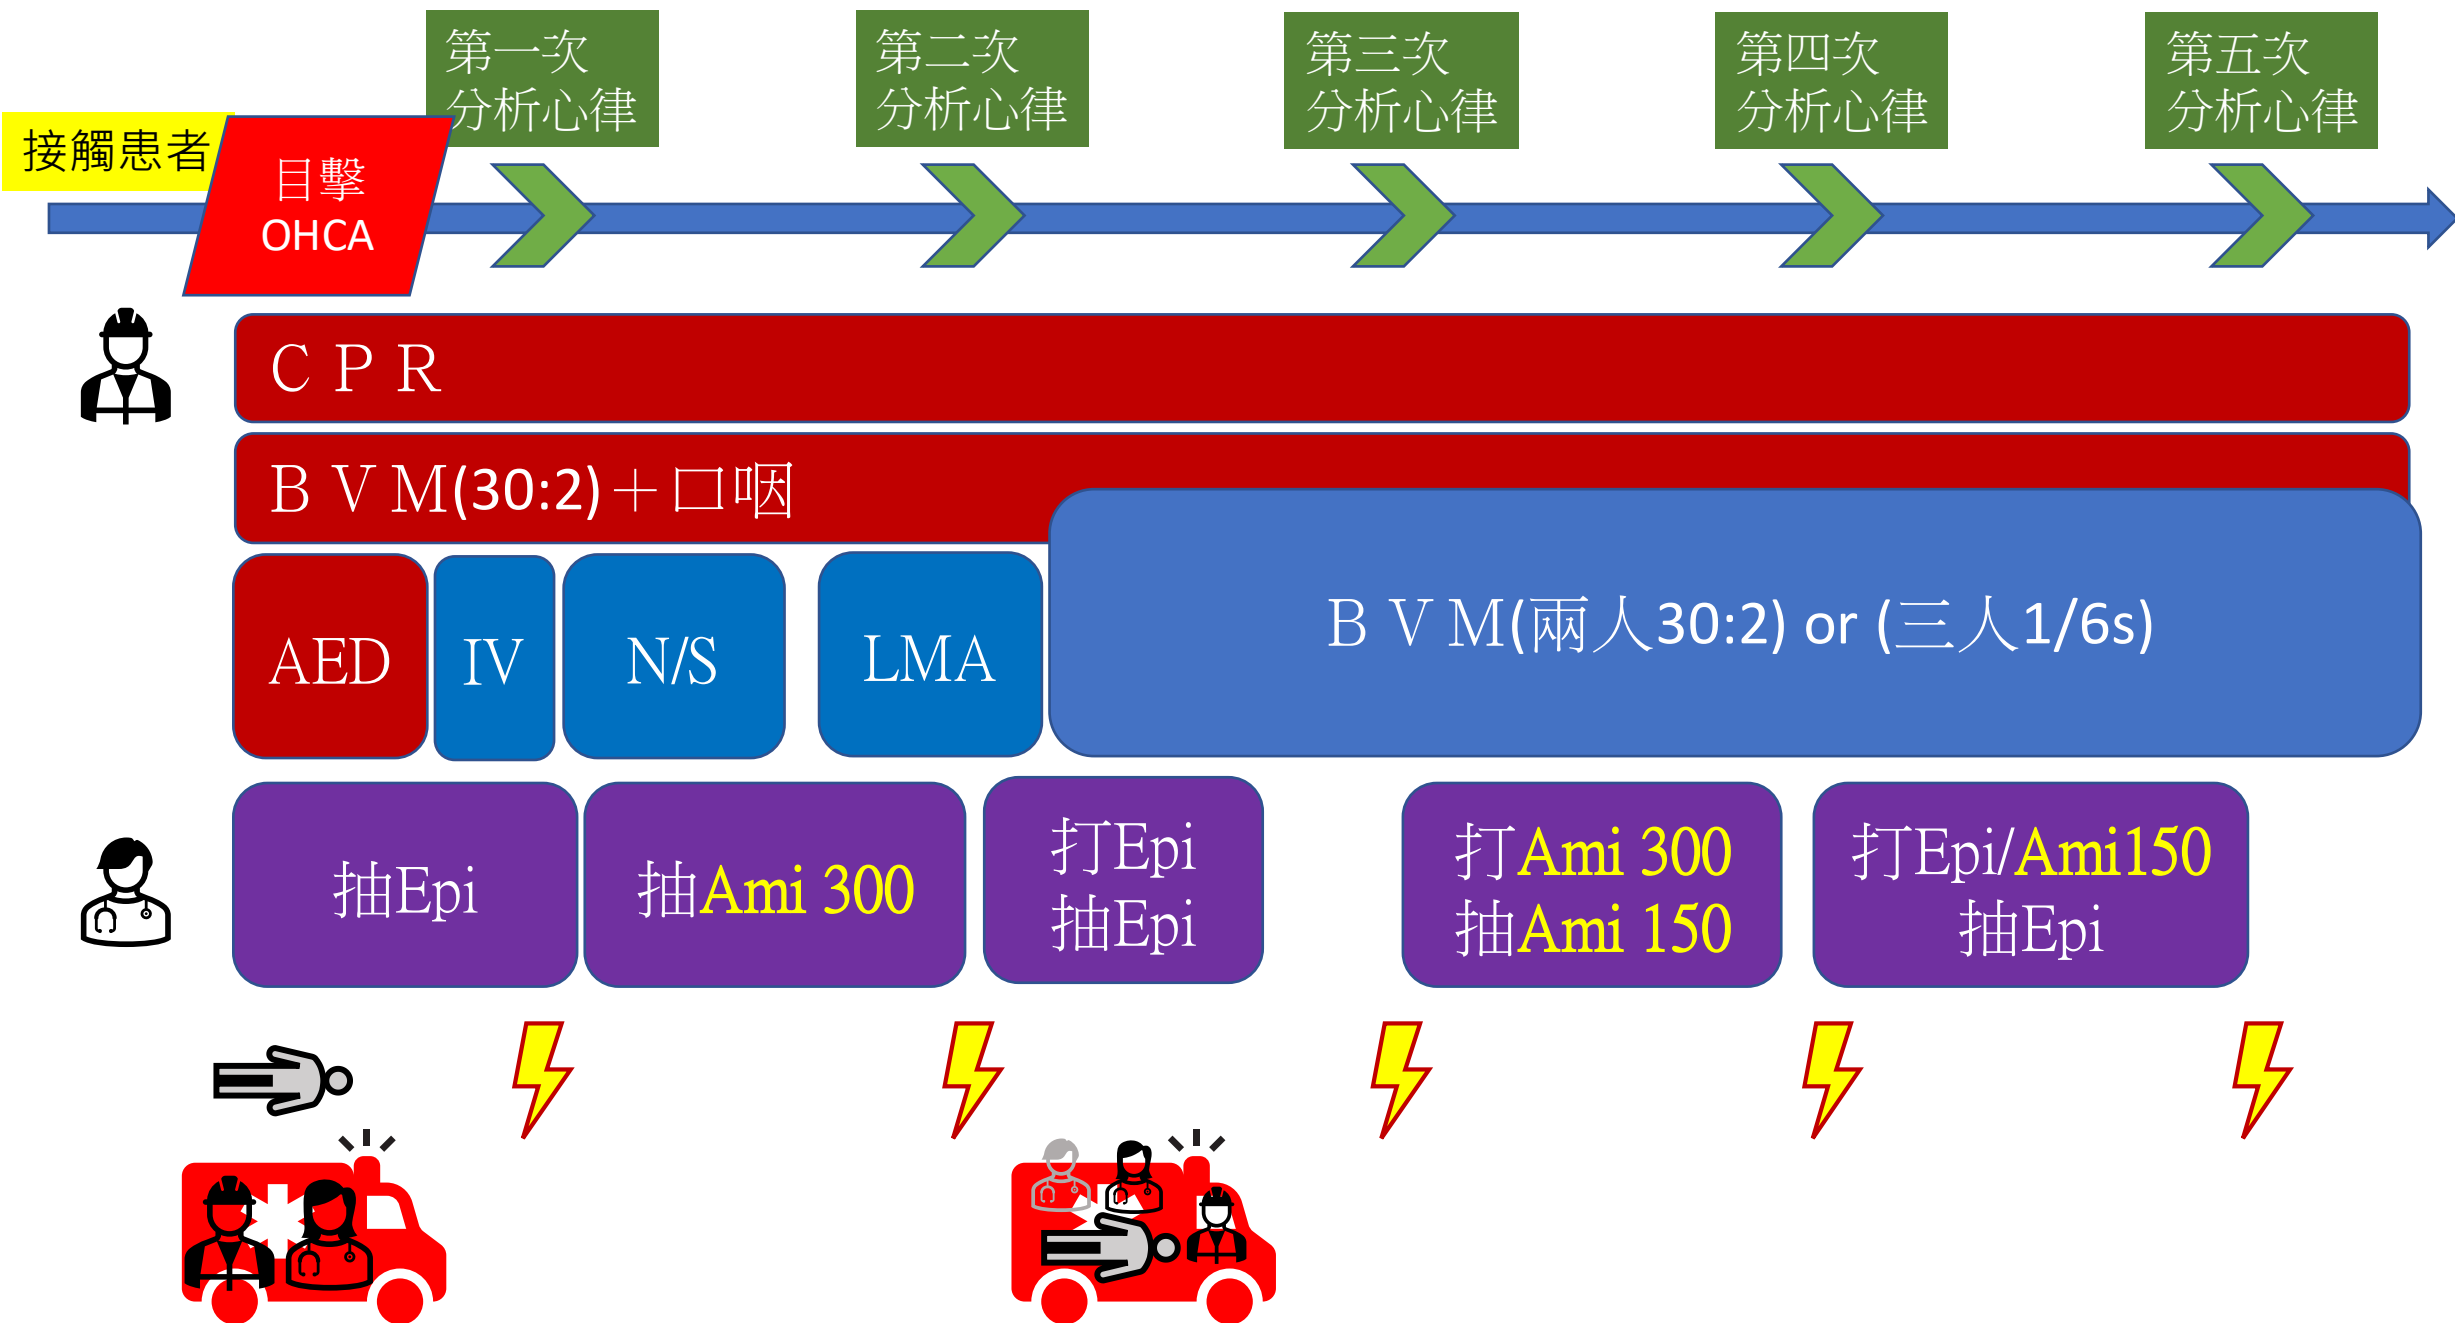 第一次
分析心律
第二次
分析心律
第三次
分析心律
第四次
分析心律
第五次
分析心律
接觸患者
目擊
OHCA
ＣＰＲ
ＢＶＭ(30:2)＋口咽
AED
IV
N/S
LMA
ＢＶＭ(兩人30:2) or (三人1/6s)
抽Epi
抽Ami 300
打Epi
抽Epi
打Ami 300
抽Ami 150
打Epi/Ami150
抽Epi